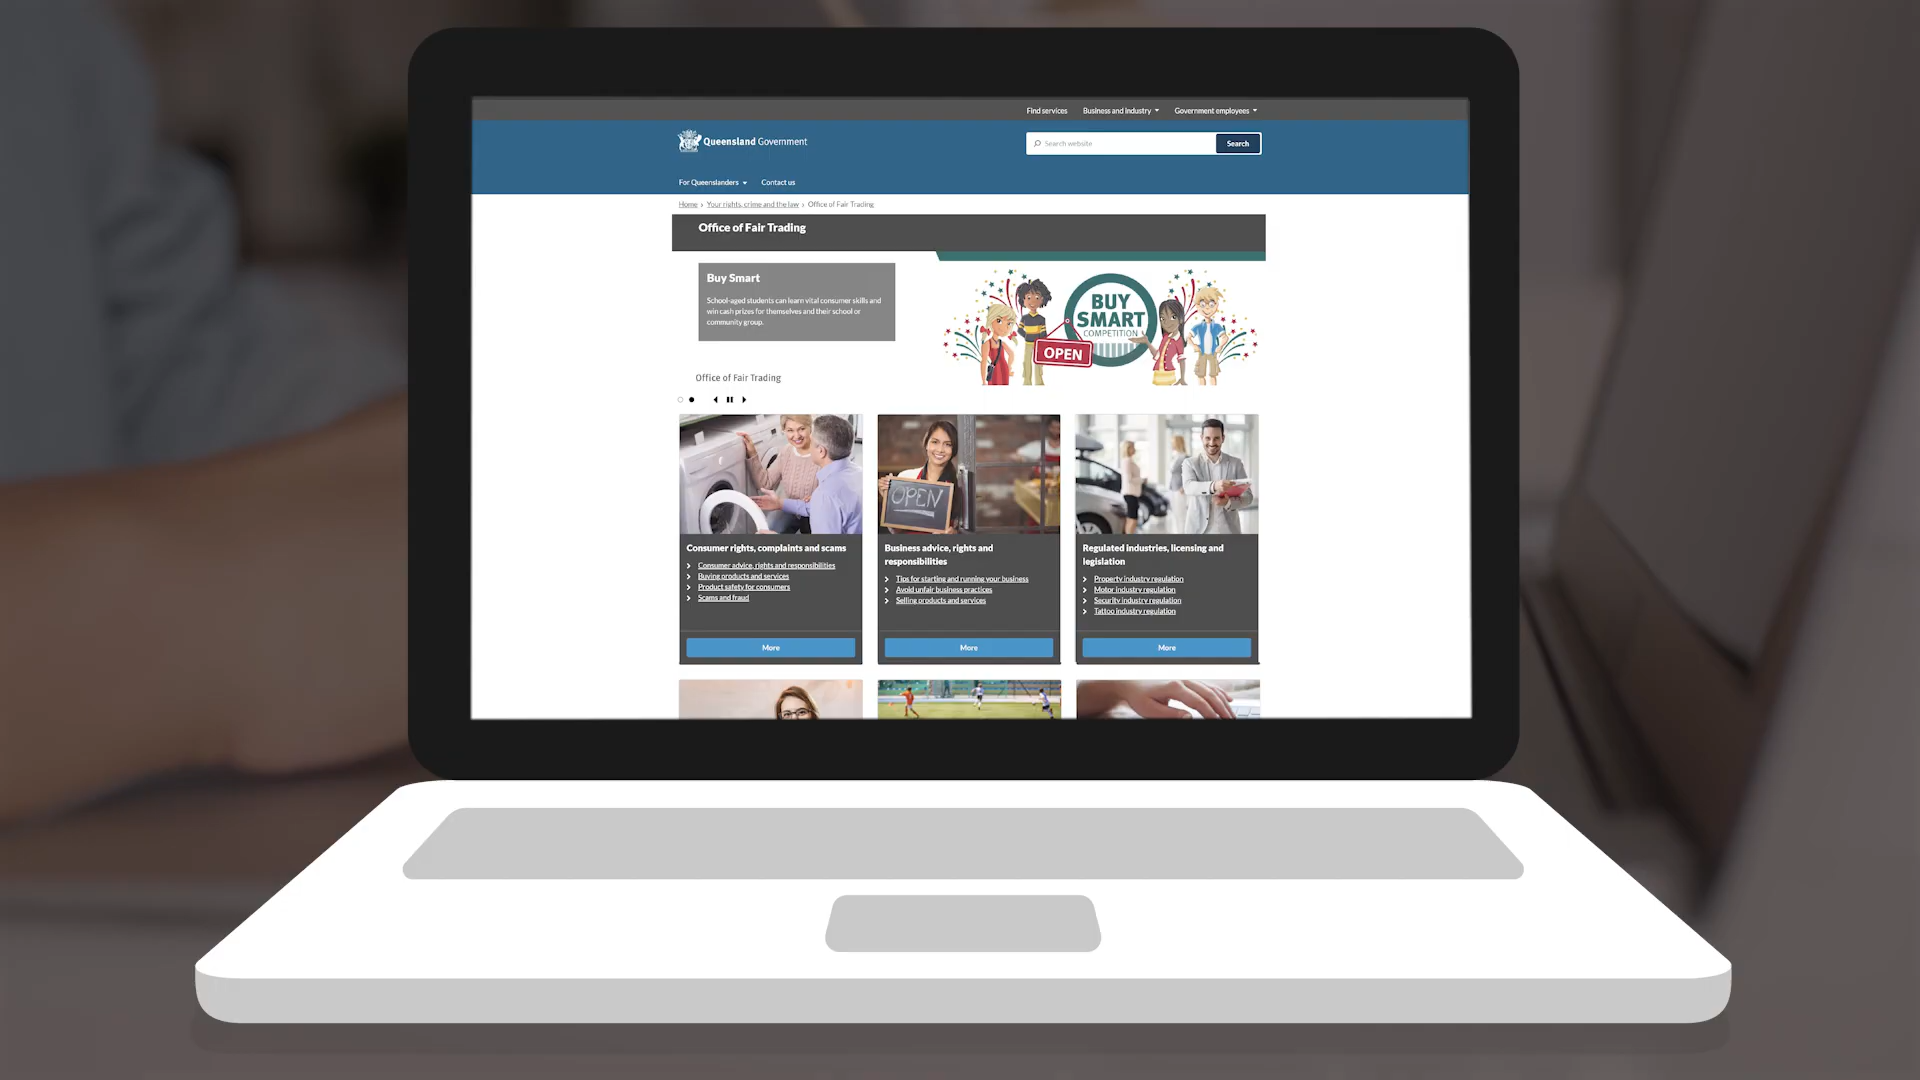 Find services Business and industry Government employees
Queensland Government
Search website Search
For Queenslanders Contact us
Home › Your rights, crime and the law › Office of Fair Trading
Office of Fair Trading
Buy Smart
School-aged students can learn vital consumer skills and
win cash prizes for themselves and their school or
community group.
BUY
SMART
COMPETITION
OPEN
Office of Fair Trading
OPEN
Consumer rights, complaints and scams
Consumer advice, rights and responsibilities
Buying products and services
Product safety for consumers
Scams and fraud
More
Business advice, rights and
responsibilities
Tips for starting and running your business
Avoid unfair business practices
Selling products and services
More
Regulated industries, licensing and
legislation
Property industry regulation
Motor industry regulation
Security industry regulation
Tattoo industry regulation
More